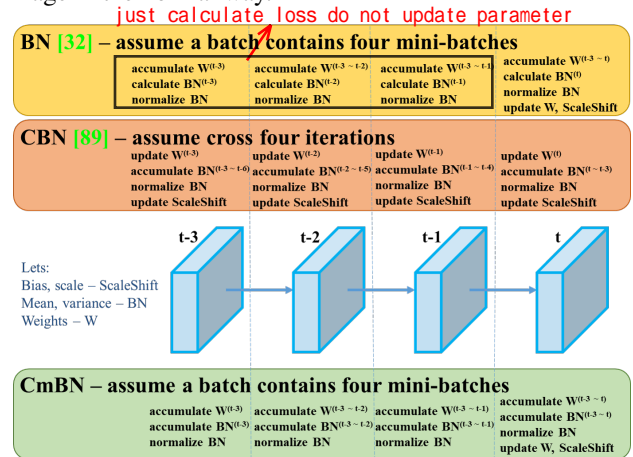 just calculate loss do not update parameter
BN [32] – assume a batch contains four mini-batches
accumulate W(t-3) accumulate W(t-3 ~ t-2) accumulate W(t-3 ~ t-1) accumulate W(t-3 ~ t)
calculate BN(t-3) calculate BN(t-2) calculate BN(t-1) calculate BN(t)
normalize BN normalize BN normalize BN normalize BN
update W, ScaleShift
CBN [89] – assume cross four iterations
update W(t-3) update W(t-2) update W(t-1) update W(t)
accumulate BN(t-3 ~ t-6) accumulate BN(t-2 ~ t-5) accumulate BN(t-1 ~ t-4) accumulate BN(t ~ t-3)
normalize BN normalize BN normalize BN normalize BN
update ScaleShift update ScaleShift update ScaleShift update ScaleShift
t-3 t-2 t-1 t
Lets:
Bias, scale – ScaleShift
Mean, variance – BN
Weights – W
CmBN – assume a batch contains four mini-batches
accumulate W(t-3) accumulate W(t-3 ~ t-2) accumulate W(t-3 ~ t-1) accumulate W(t-3 ~ t)
accumulate BN(t-3) accumulate BN(t-3 ~ t-2) accumulate BN(t-3 ~ t-1) accumulate BN(t-3 ~ t)
normalize BN normalize BN normalize BN normalize BN
update W, ScaleShift